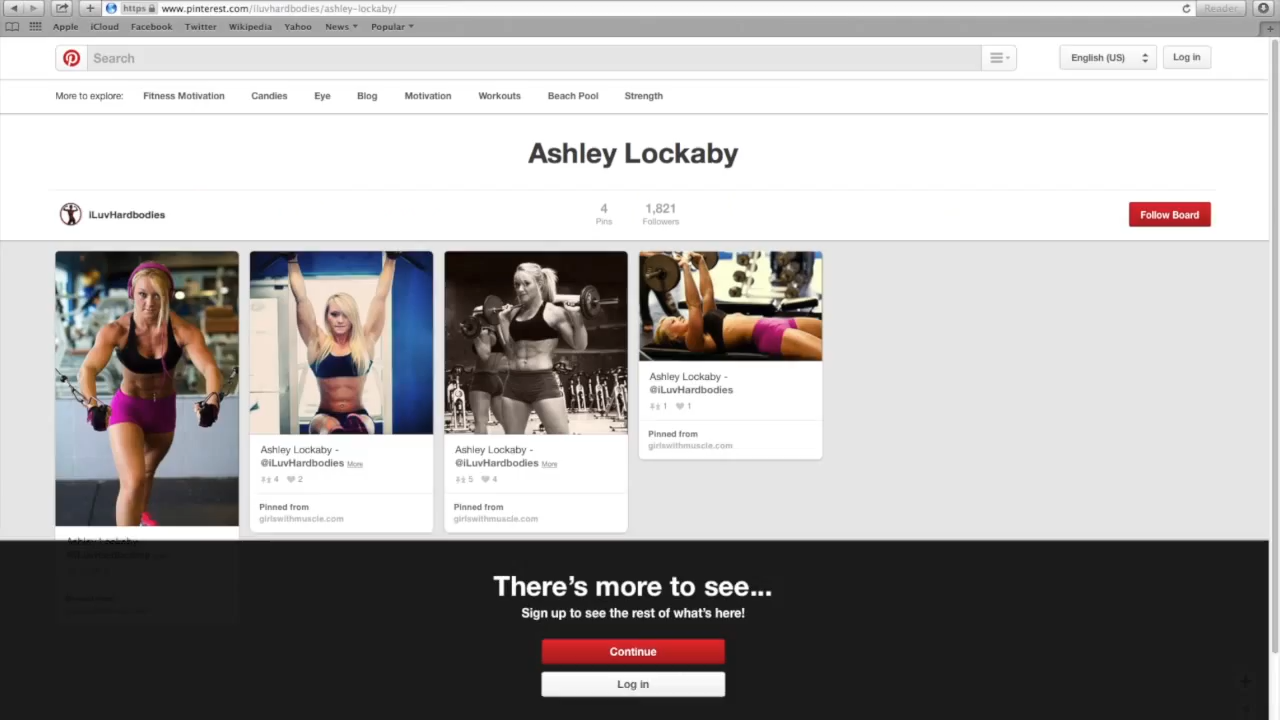 https www.pinterest.com/iluvhardbodies/ashley-lockaby/
Reader
Apple iCloud Facebook Twitter Wikipedia Yahoo News Popular
Search
English (US)
Log in
More to explore: Fitness Motivation Candies Eye Blog Motivation Workouts Beach Pool Strength
Ashley Lockaby
iLuvHardbodies
4
Pins
1,821
Followers
Follow Board
Ashley Lockaby -
@iLuvHardbodies More
4 2
Pinned from
girlswithmuscle.com
Ashley Lockaby -
@iLuvHardbodies More
5 4
Pinned from
girlswithmuscle.com
Ashley Lockaby -
@iLuvHardbodies
1 1
Pinned from
girlswithmuscle.com
Ashley Lockaby
There's more to see...
Sign up to see the rest of what's here!
Continue
Log in